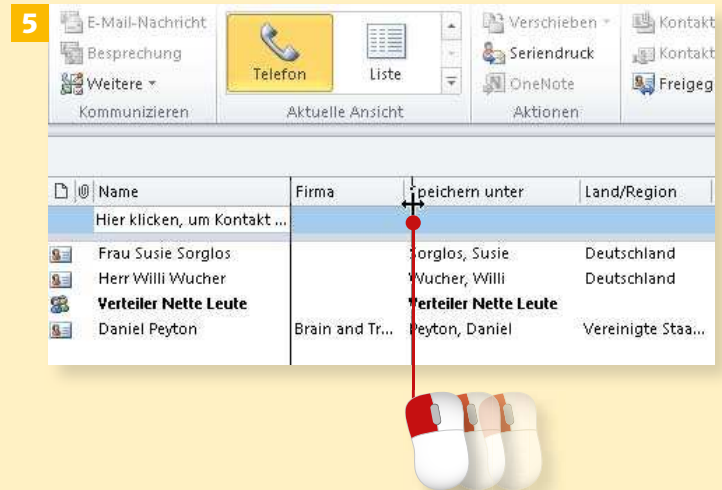 5
E-Mail-Nachricht
Besprechung
Weitere
Kommunizieren
Telefon
Liste
Aktuelle Ansicht
Verschieben
Seriendruck
OneNote
Aktionen
Kontakt
Kontakt
Freigeg
Name Firma Speichern unter Land/Region
Hier klicken, um Kontakt ...
Frau Susie Sorglos Sorglos, Susie Deutschland
Herr Willi Wucher Wucher, Willi Deutschland
Verteiler Nette Leute Verteiler Nette Leute
Daniel Peyton Brain and Tr... Peyton, Daniel Vereinigte Staa...